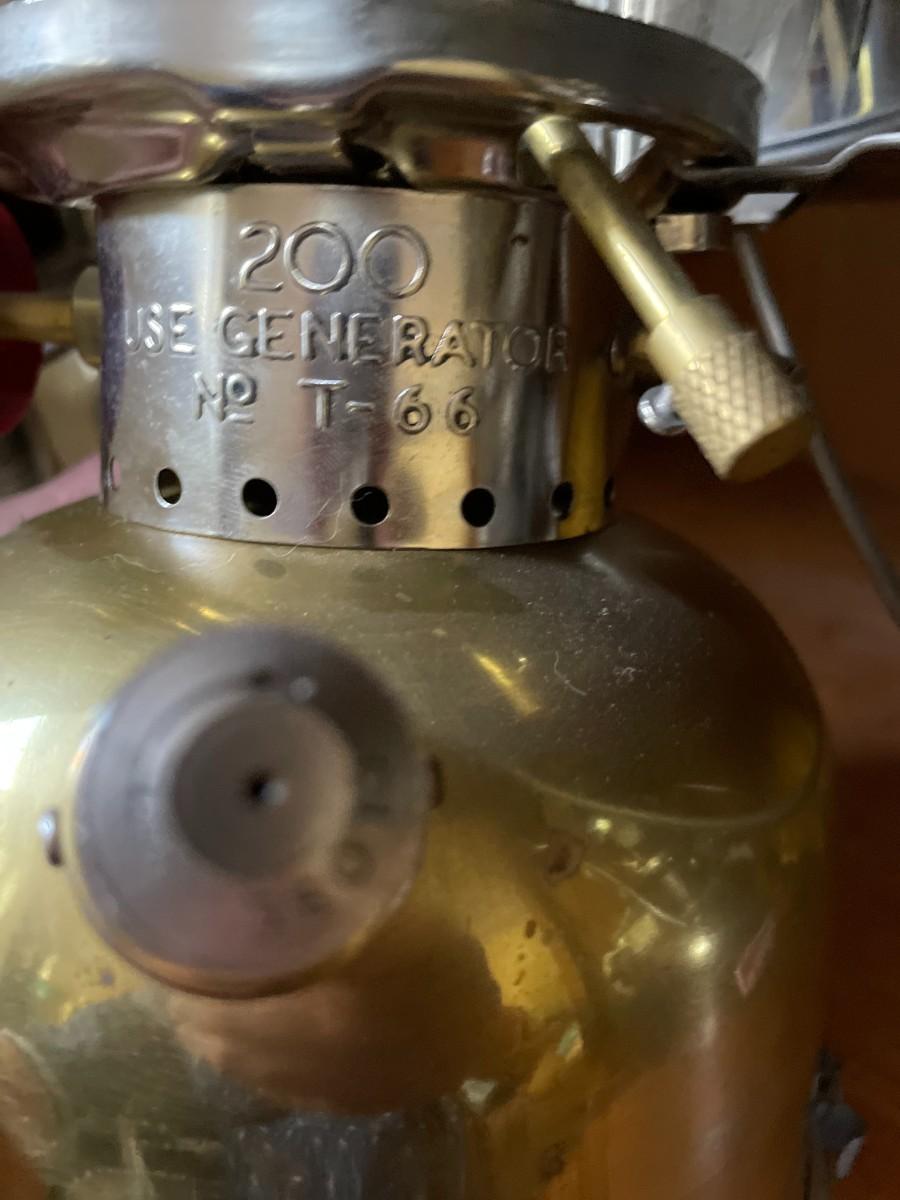 200
USE GENERATOR
Nº T-66